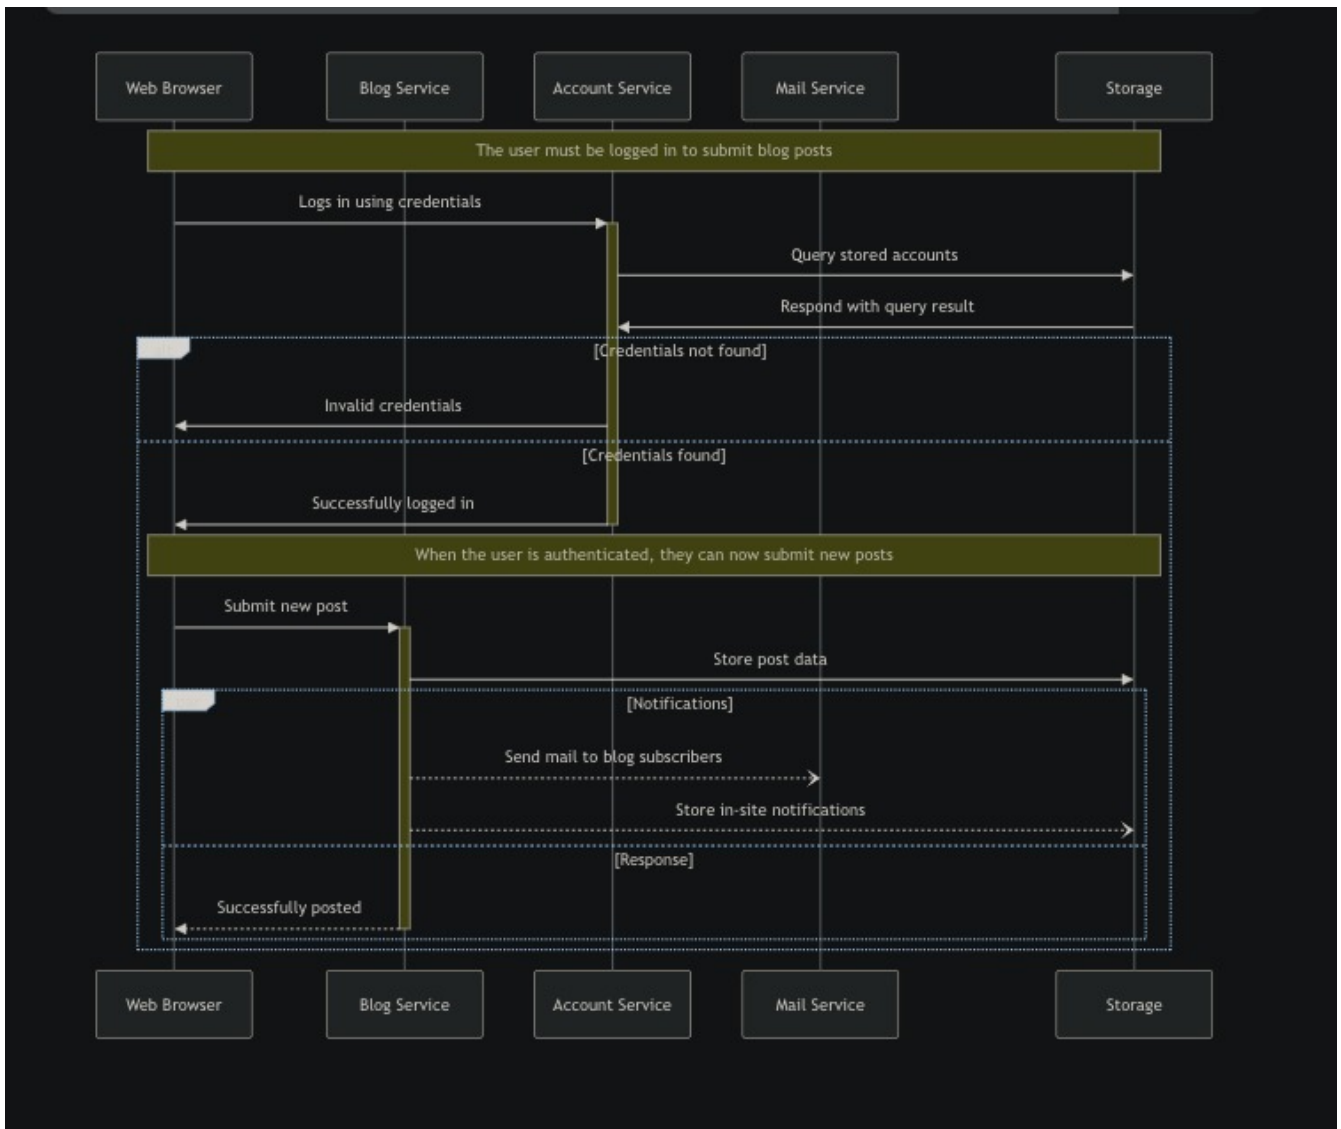 Web Browser
Blog Service
Account Service
Mail Service
Storage
The user must be logged in to submit blog posts
Logs in using credentials
Query stored accounts
Respond with query result
[Credentials not found]
Invalid credentials
[Credentials found]
Successfully logged in
When the user is authenticated, they can now submit new posts
Submit new post
Store post data
[Notifications]
Send mail to blog subscribers
Store in-site notifications
[Response]
Successfully posted
Web Browser
Blog Service
Account Service
Mail Service
Storage